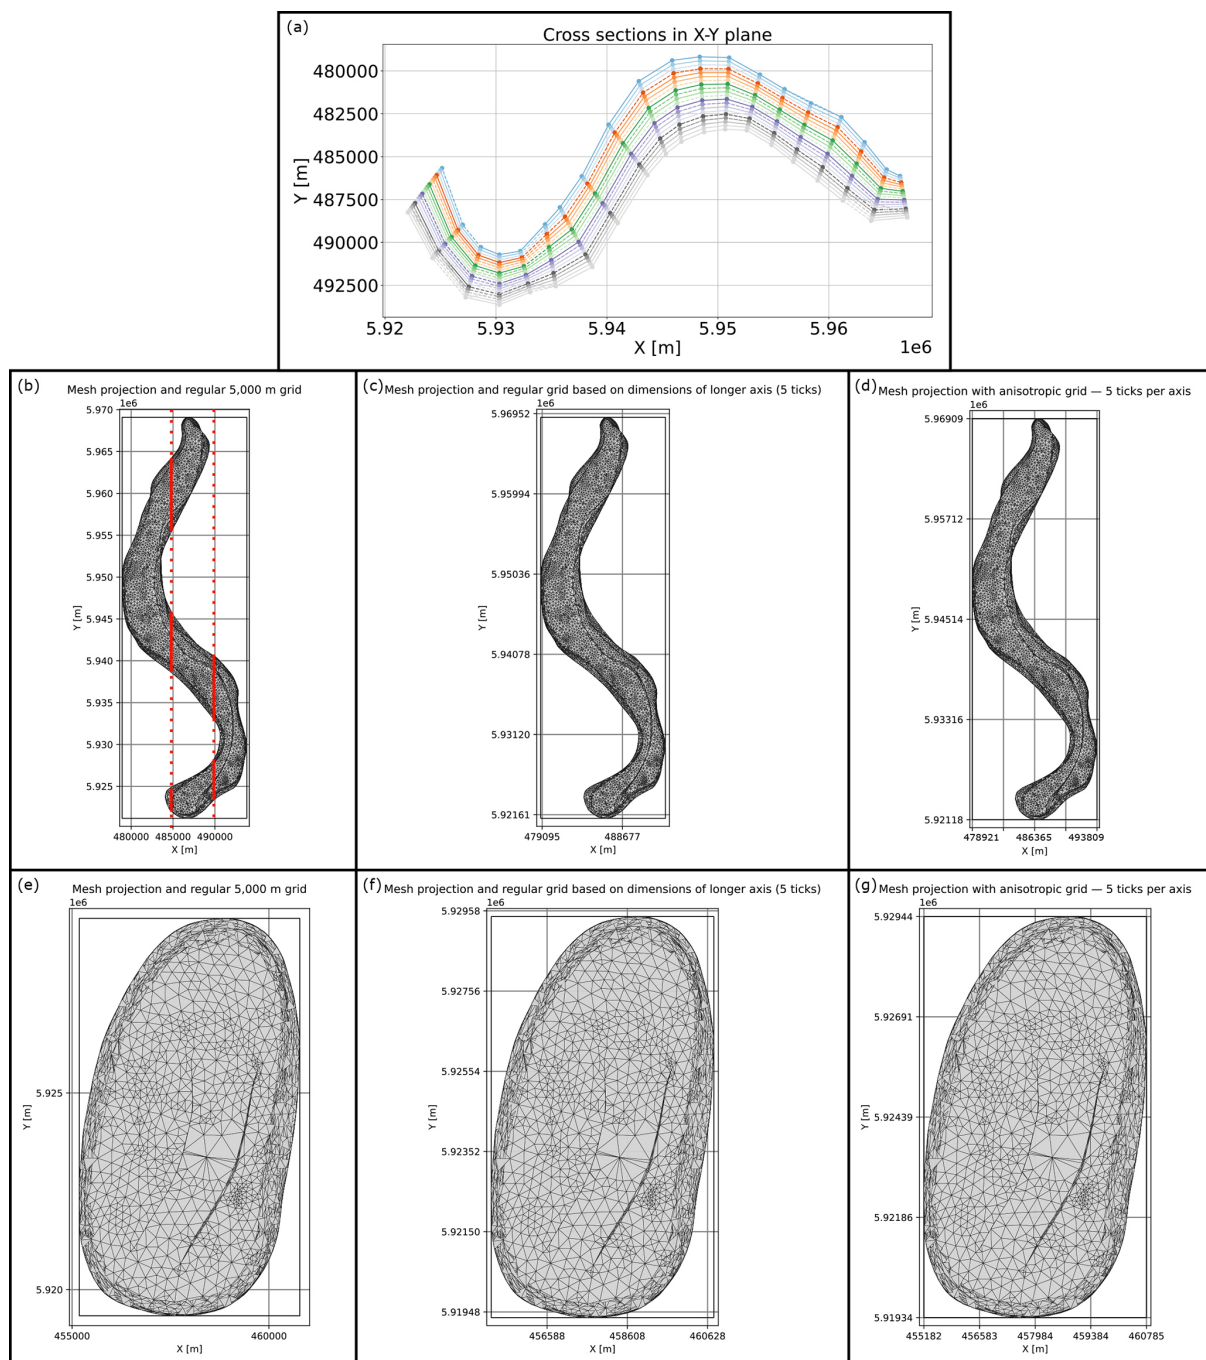 (a)
Cross sections in X-Y plane
480000
482500
485000
487500
490000
492500
Y [m]
5.92 5.93 5.94 5.95 5.96
X [m]
1e6
(b)
Mesh projection and regular 5,000 m grid
1e6
5.970
5.965
5.960
5.955
5.950
5.945
5.940
5.935
5.930
5.925
Y [m]
480000 485000 490000
X [m]
(c)
Mesh projection and regular grid based on dimensions of longer axis (5 ticks)
1e6
5.96952
5.95994
5.95036
5.94078
5.93120
5.92161
Y [m]
479095 488677
X [m]
(d)
Mesh projection with anisotropic grid — 5 ticks per axis
1e6
5.96909
5.95712
5.94514
5.93316
5.92118
Y [m]
478921 486365 493809
X [m]
(e)
Mesh projection and regular 5,000 m grid
1e6
5.925
5.920
Y [m]
455000 460000
X [m]
(f)
Mesh projection and regular grid based on dimensions of longer axis (5 ticks)
1e6
5.92958
5.92756
5.92554
5.92352
5.92150
5.91948
Y [m]
456588 458608 460628
X [m]
(g)
Mesh projection with anisotropic grid — 5 ticks per axis
1e6
5.92944
5.92691
5.92439
5.92186
5.91934
Y [m]
455182 456583 457984 459384 460785
X [m]